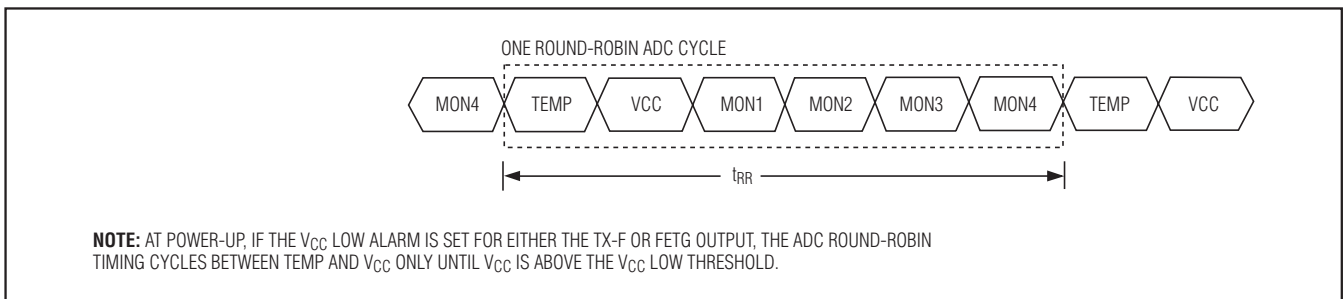 ONE ROUND-ROBIN ADC CYCLE
MON4 TEMP VCC MON1 MON2 MON3 MON4 TEMP VCC
tRR
NOTE: AT POWER-UP, IF THE VCC LOW ALARM IS SET FOR EITHER THE TX-F OR FETG OUTPUT, THE ADC ROUND-ROBIN
TIMING CYCLES BETWEEN TEMP AND VCC ONLY UNTIL VCC IS ABOVE THE VCC LOW THRESHOLD.